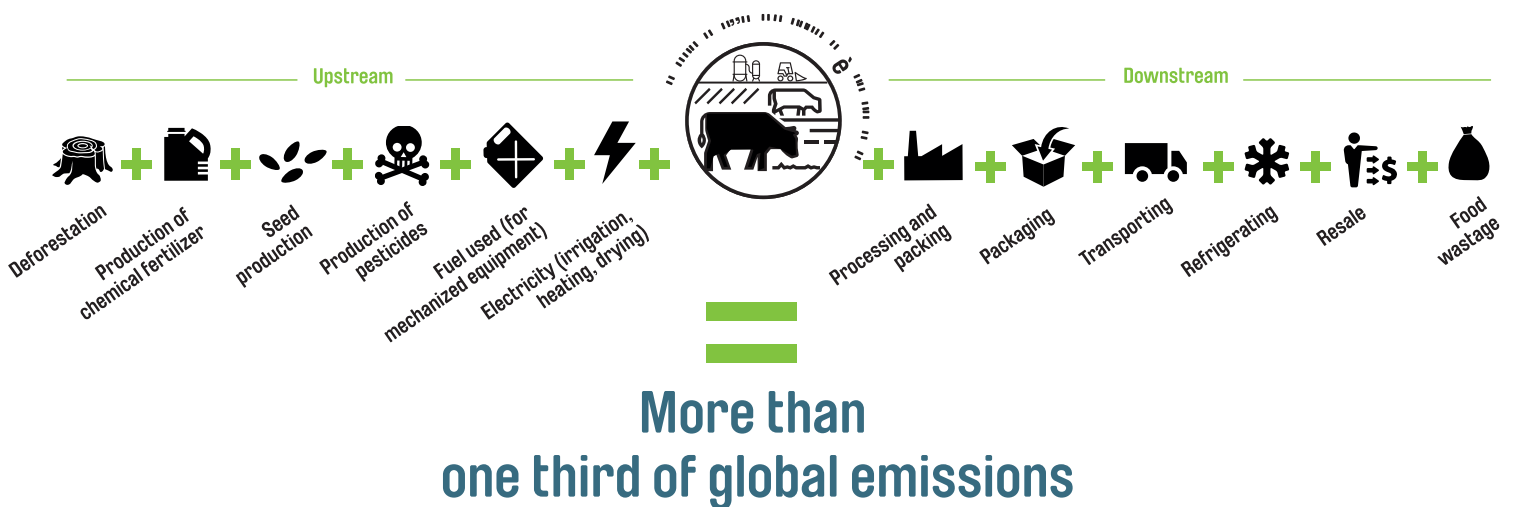 Upstream
Downstream
Deforestation
Production of
chemical fertilizer
Seed
production
Production of
pesticides
Fuel used (for
mechanized equipment)
Electricity (irrigation,
heating, drying)
Processing and
packing
Packaging
Transporting
Refrigerating
Resale
Food
wastage
More than
one third of global emissions